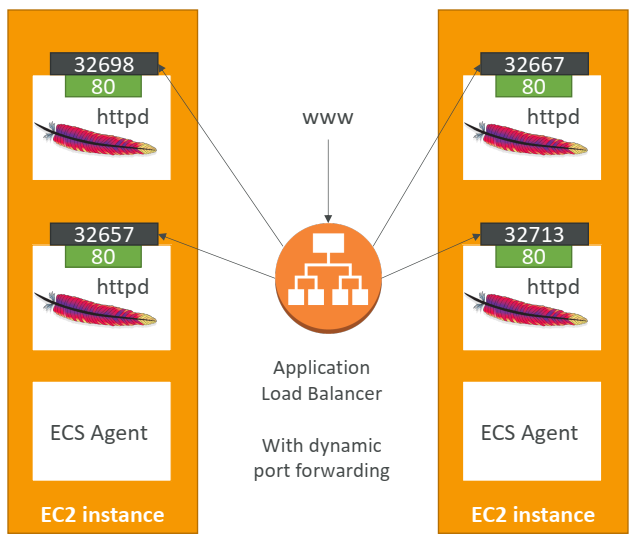 32698
80
httpd
32657
80
httpd
ECS Agent
EC2 instance
www
Application
Load Balancer
With dynamic
port forwarding
32667
80
httpd
32713
80
httpd
ECS Agent
EC2 instance